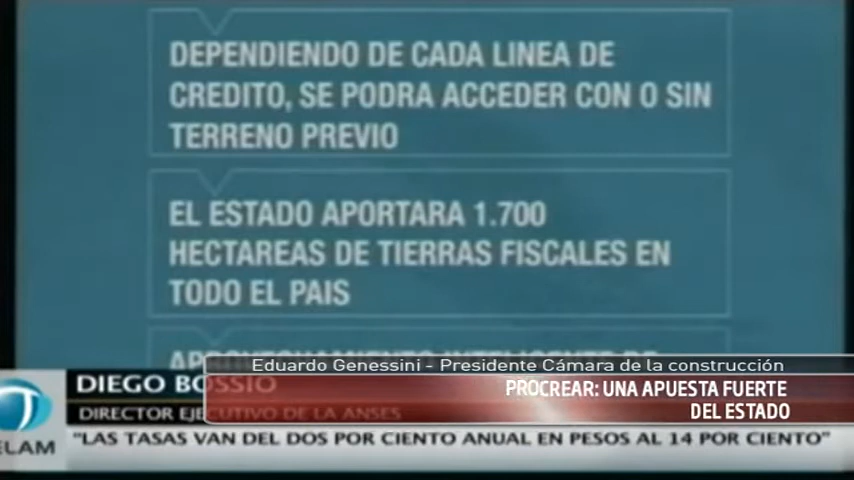 DEPENDIENDO DE CADA LINEA DE
CREDITO, SE PODRA ACCEDER CON O SIN
TERRENO PREVIO
EL ESTADO APORTARA 1.700
HECTAREAS DE TIERRAS FISCALES EN
TODO EL PAIS
Eduardo Genessini - Presidente Cámara de la construcción
DIEGO BOSSIO
PROCREAR: UNA APUESTA FUERTE
DEL ESTADO
DIRECTOR EJECUTIVO DE LA ANSES
ELAM
"LAS TASAS VAN DEL DOS POR CIENTO ANUAL EN PESOS AL 14 POR CIENTO"